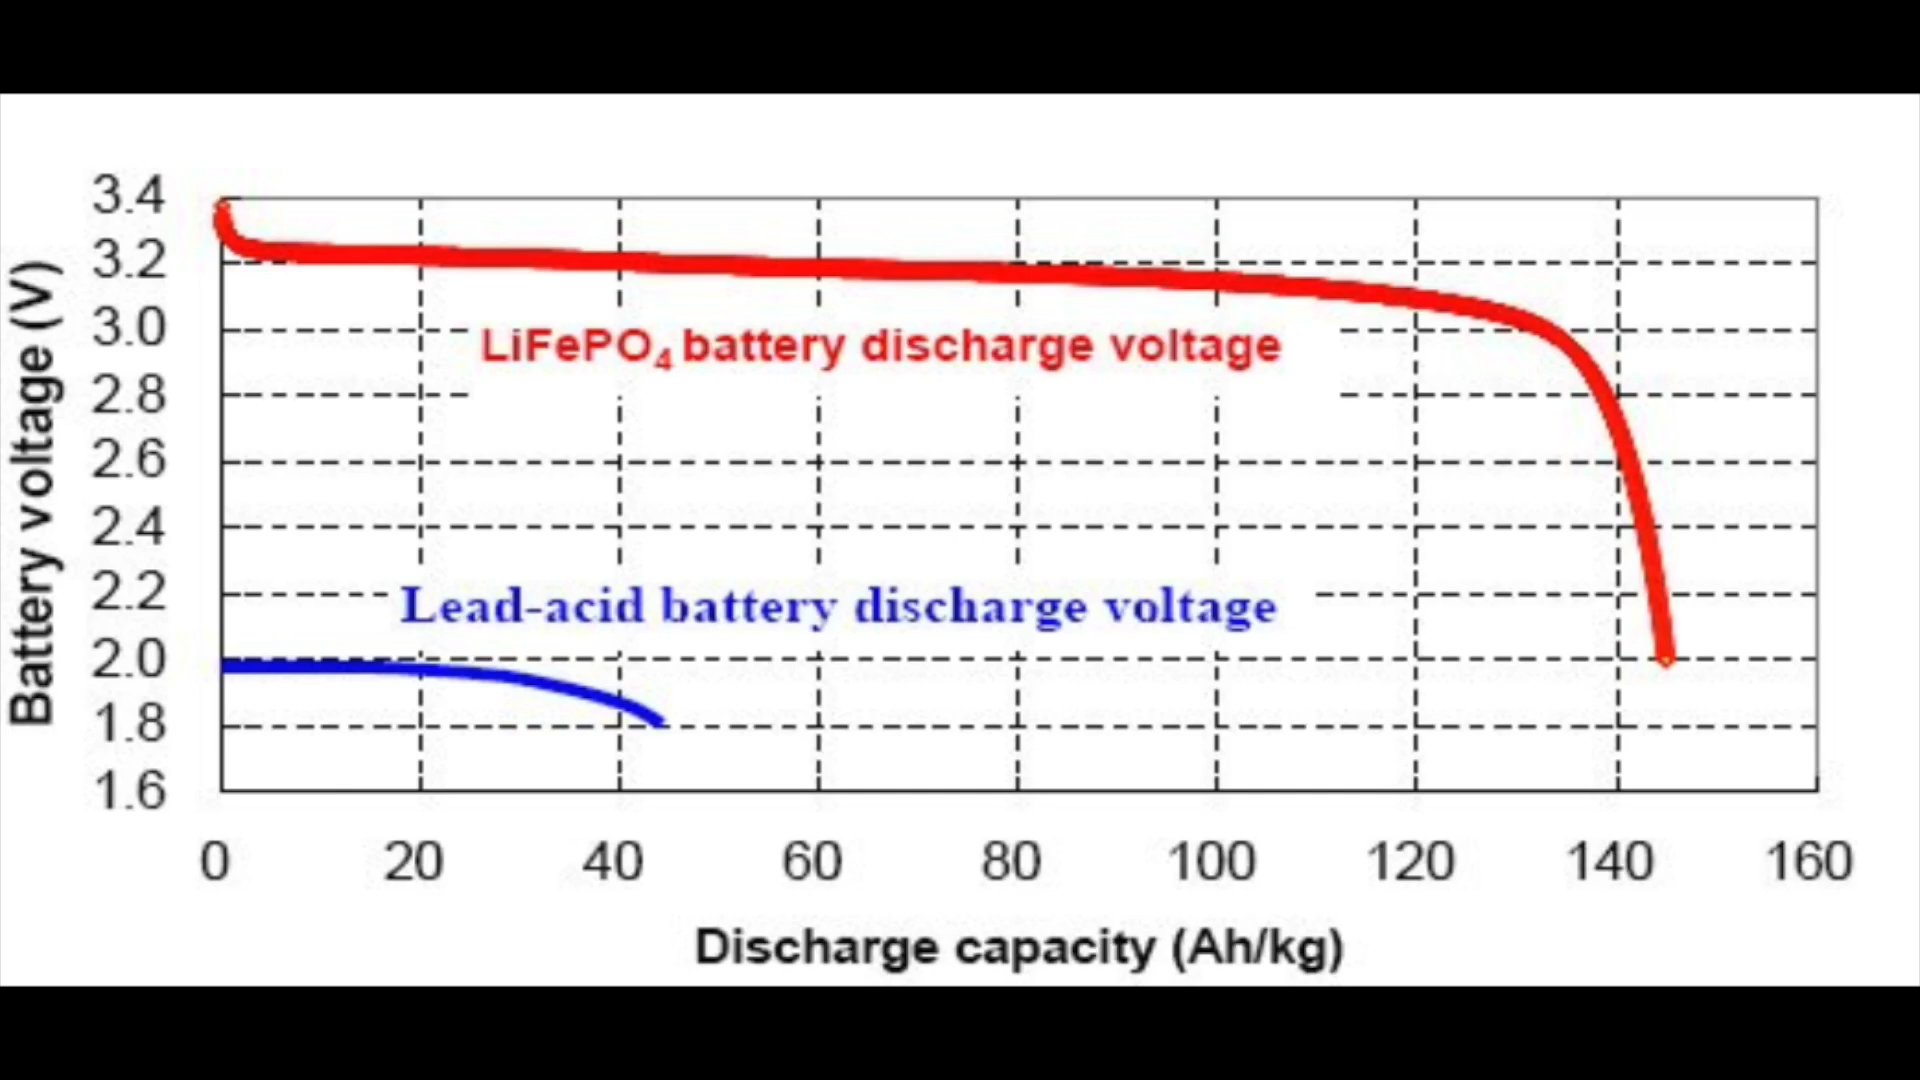 3.4
3.2
3.0
2.8
2.6
2.4
2.2
2.0
1.8
1.6
Battery voltage (V)
LiFePO₄ battery discharge voltage
Lead-acid battery discharge voltage
0 20 40 60 80 100 120 140 160
Discharge capacity (Ah/kg)